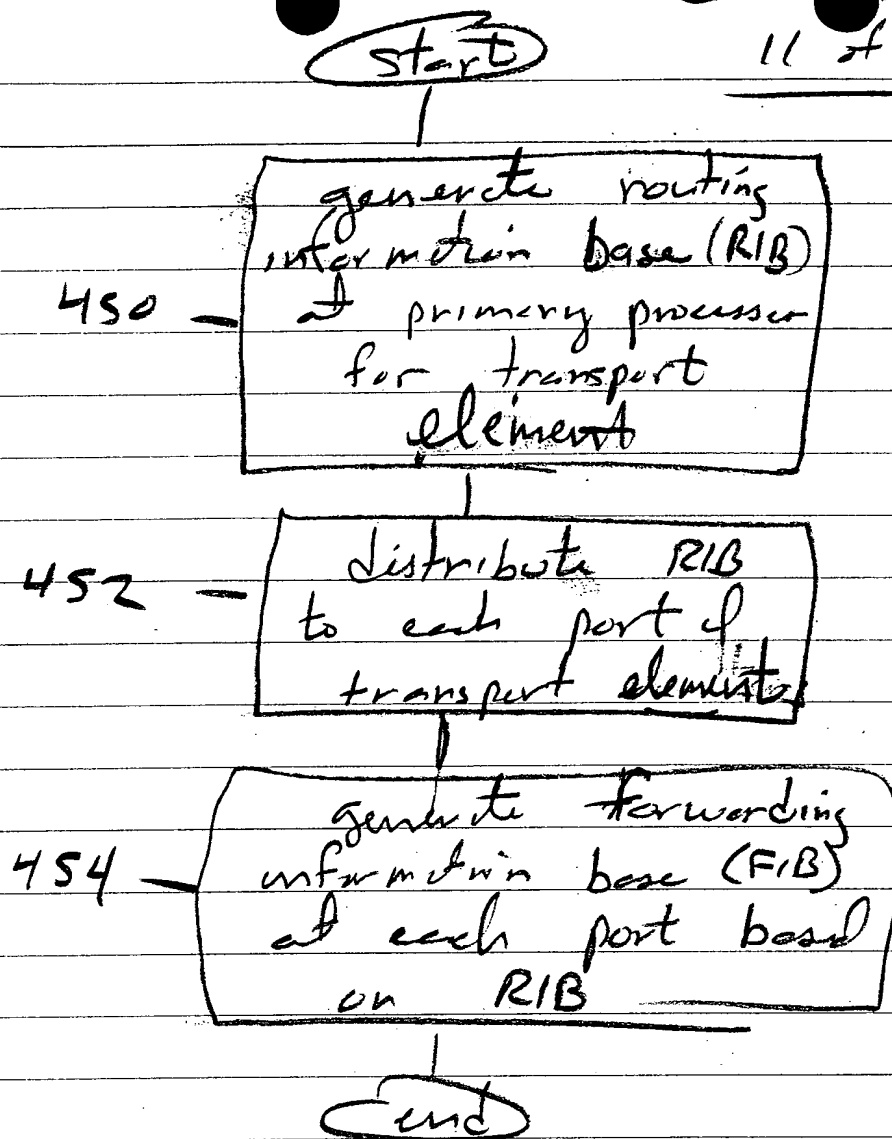 start
11 of
generate routing
information base (RIB)
450 - at primary processor
for transport
element
distribute RIB
452 - to each port of
transport element
generate forwarding
454 - information base (FIB)
at each port based
on RIB
end